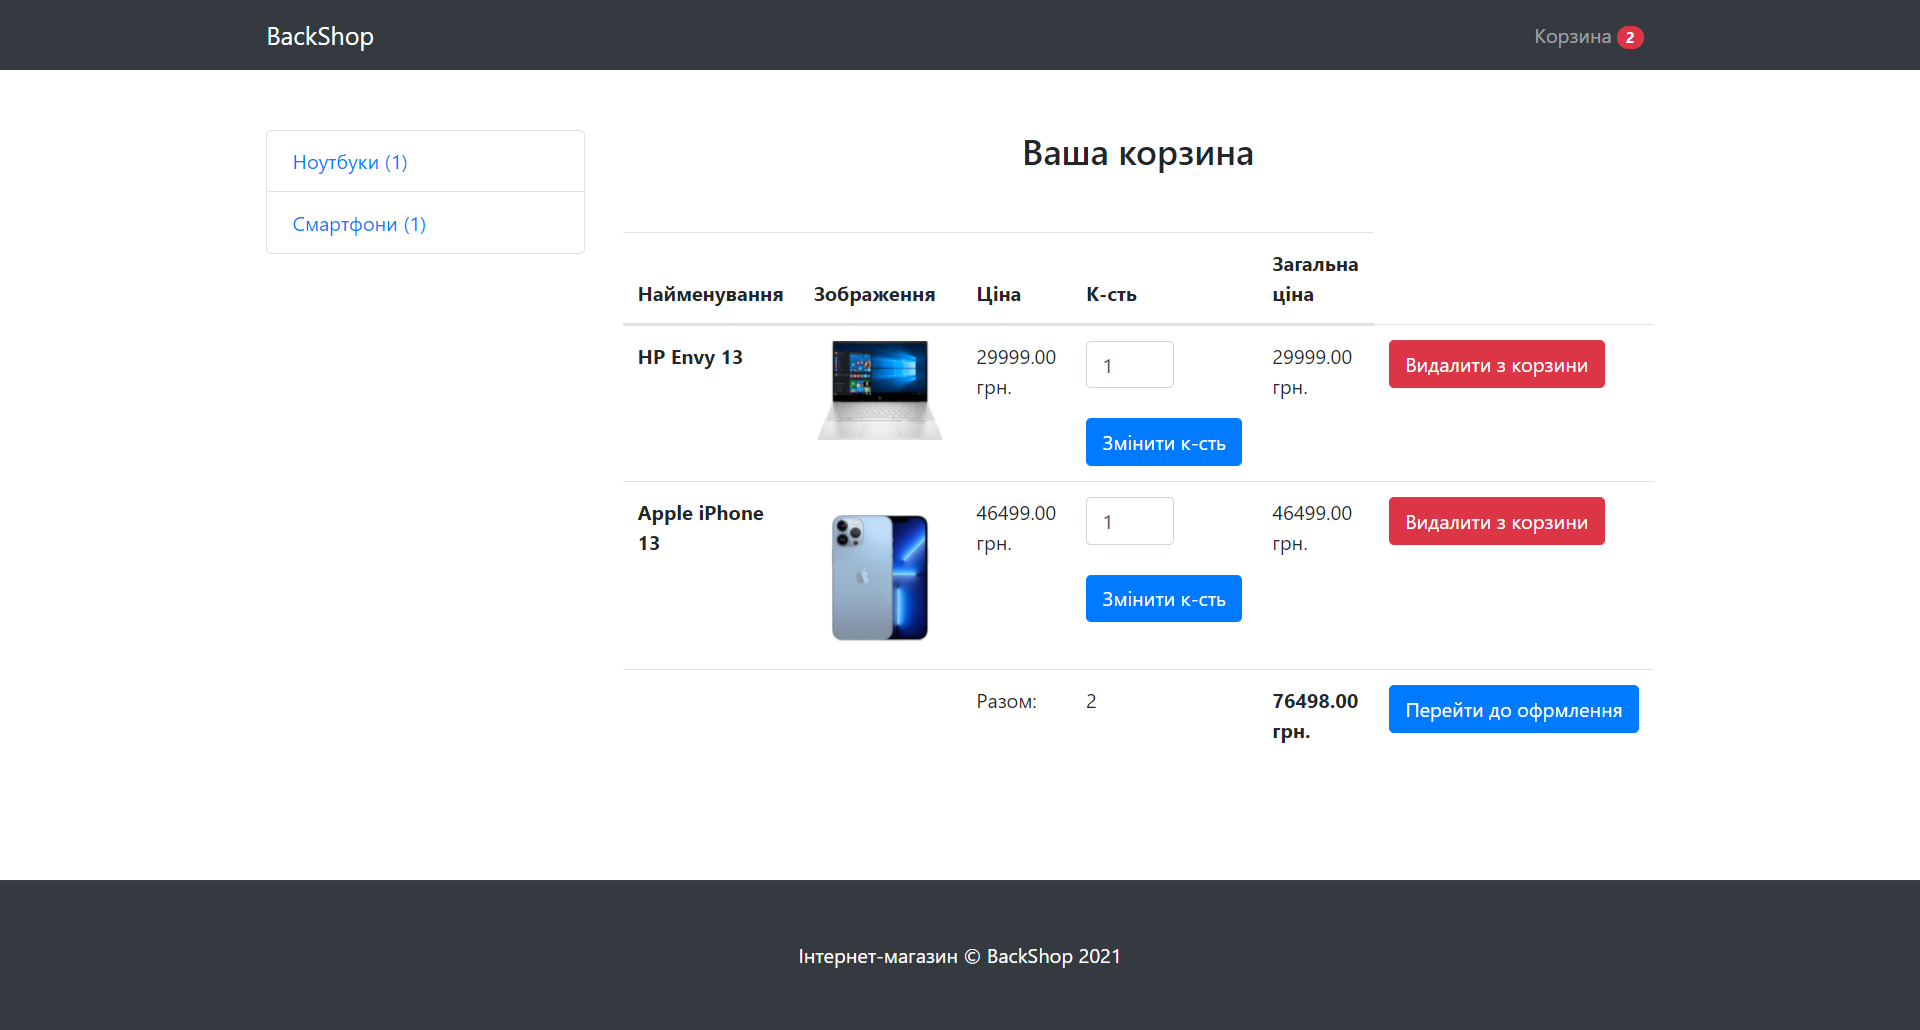 BackShop
Корзина 2
Ноутбуки (1)
Смартфони (1)
Ваша корзина
Найменування Зображення Ціна К-сть Загальна ціна
HP Envy 13
29999.00 грн.
1
Змінити к-сть
29999.00 грн.
Видалити з корзини
Apple iPhone 13
46499.00 грн.
1
Змінити к-сть
46499.00 грн.
Видалити з корзини
Разом: 2 76498.00 грн.
Перейти до офрмлення
Інтернет-магазин © BackShop 2021